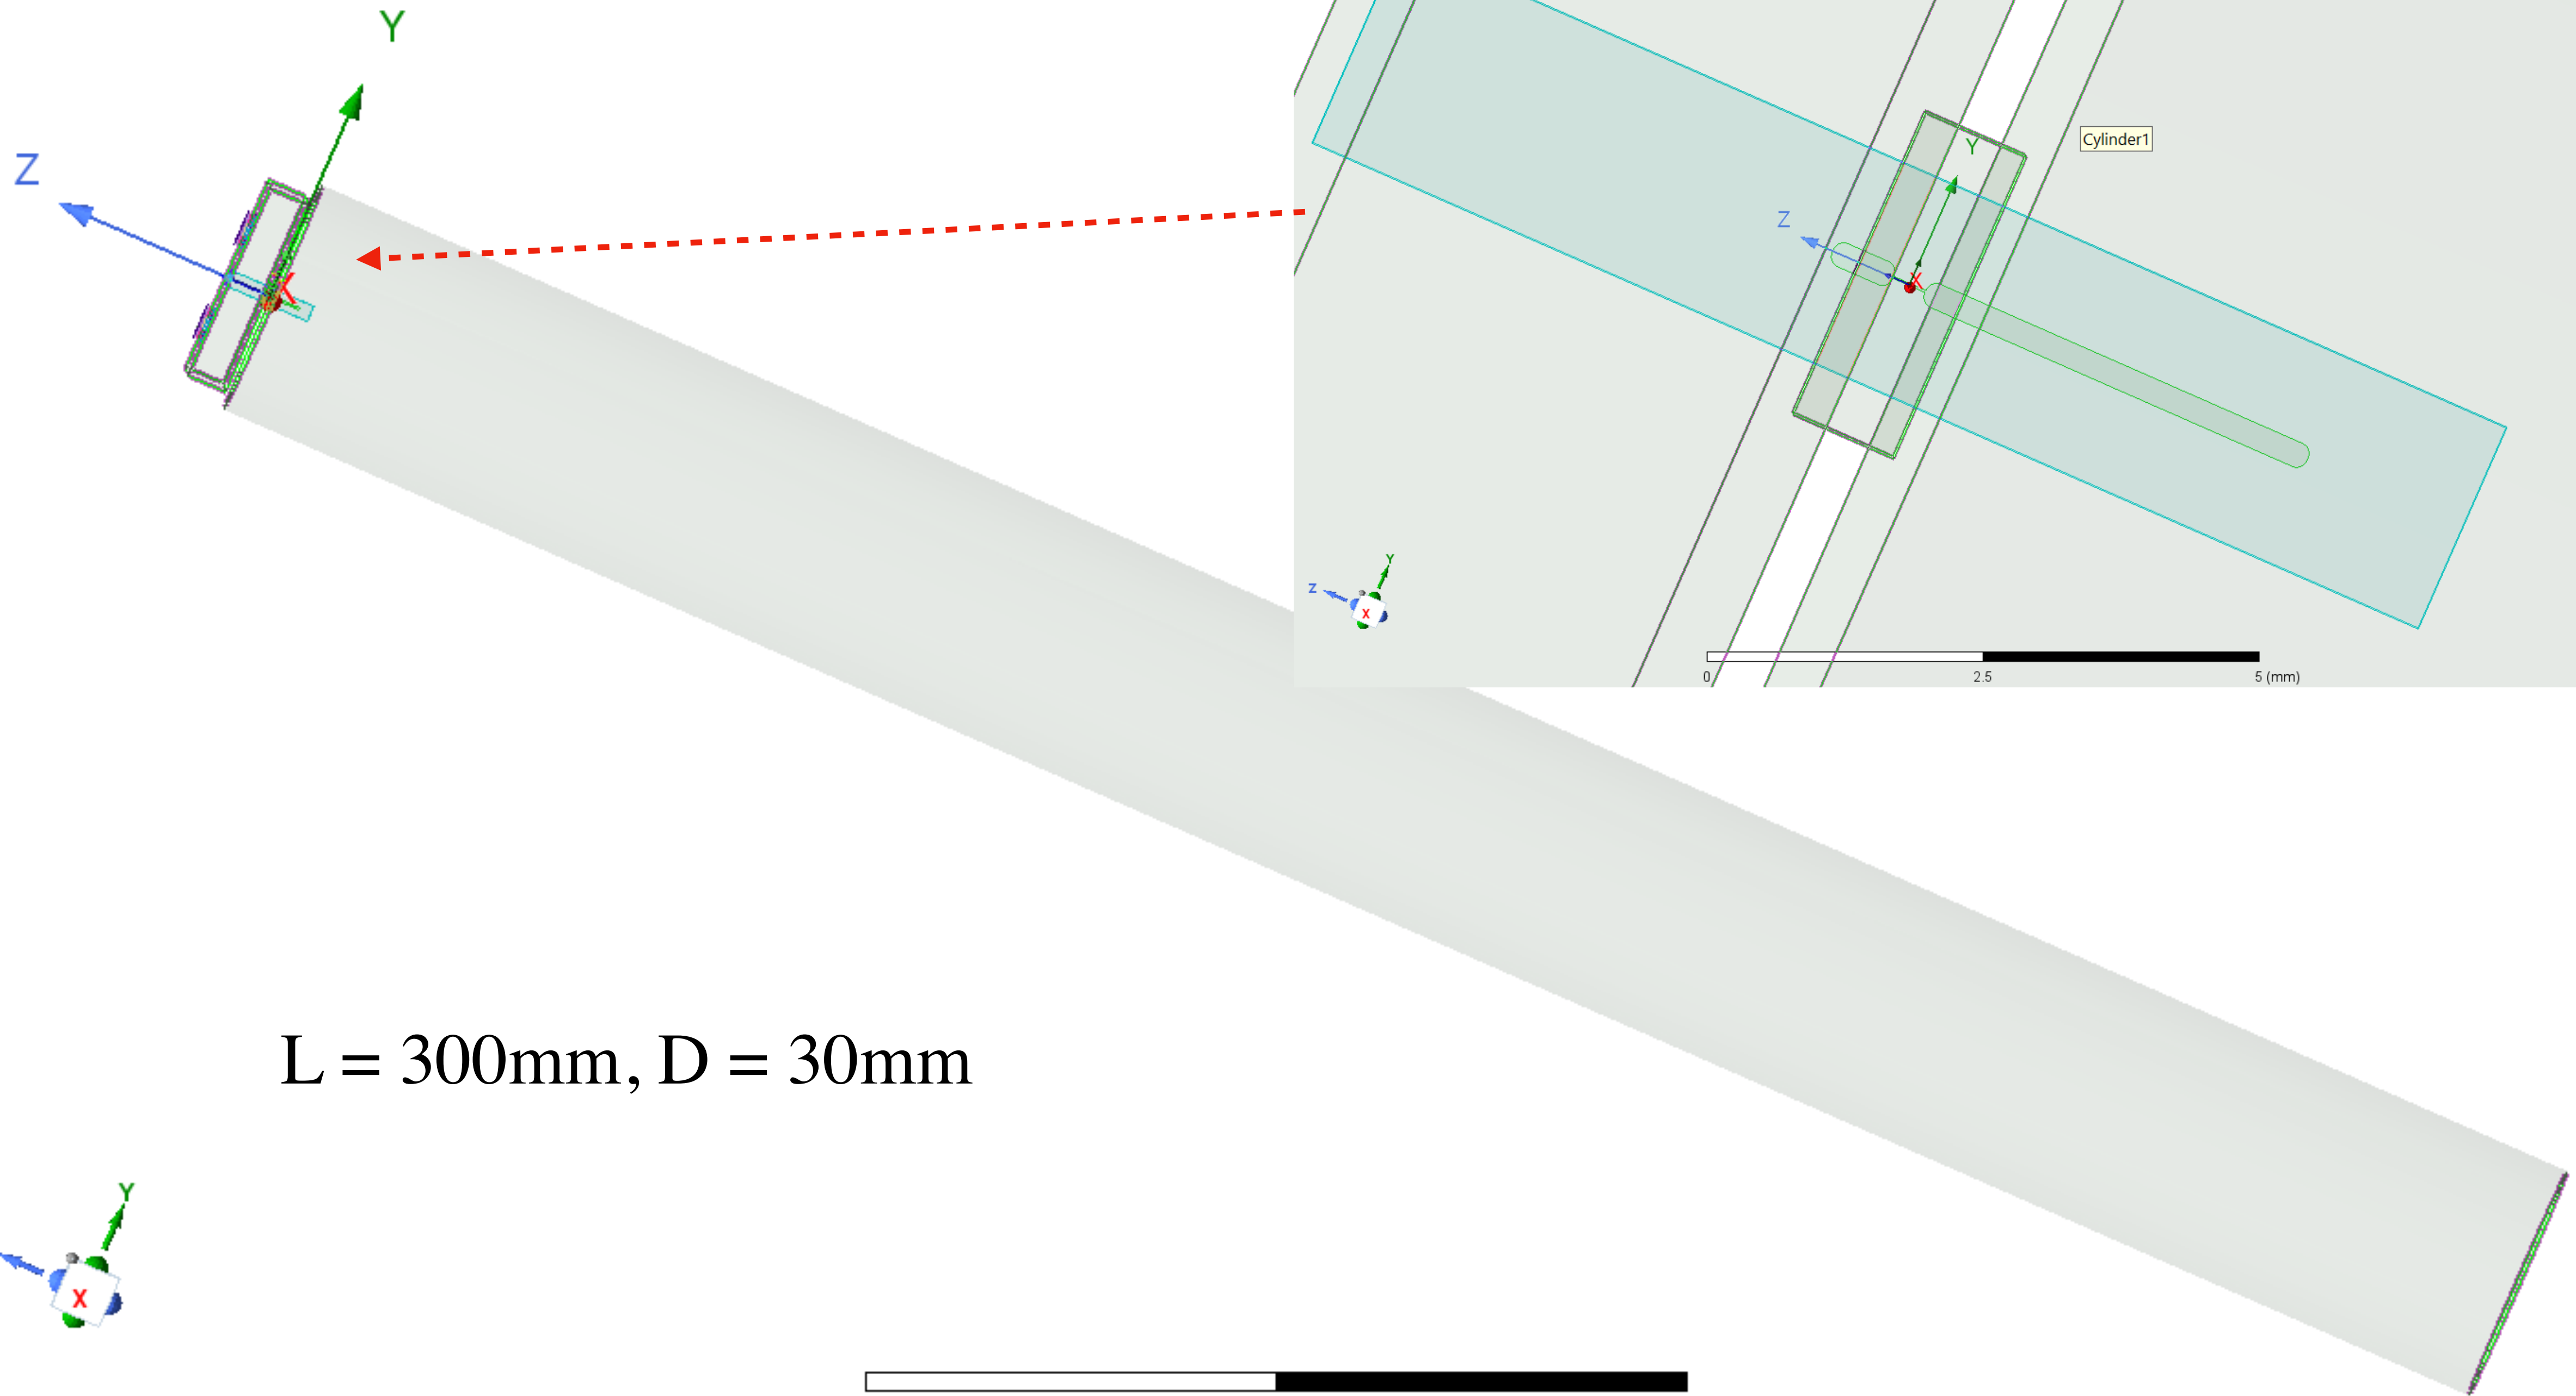 Y
Z
X
Cylinder1
Y
Z
X
Y
Z
X
0 2.5 5 (mm)
L = 300mm, D = 30mm
Y
X